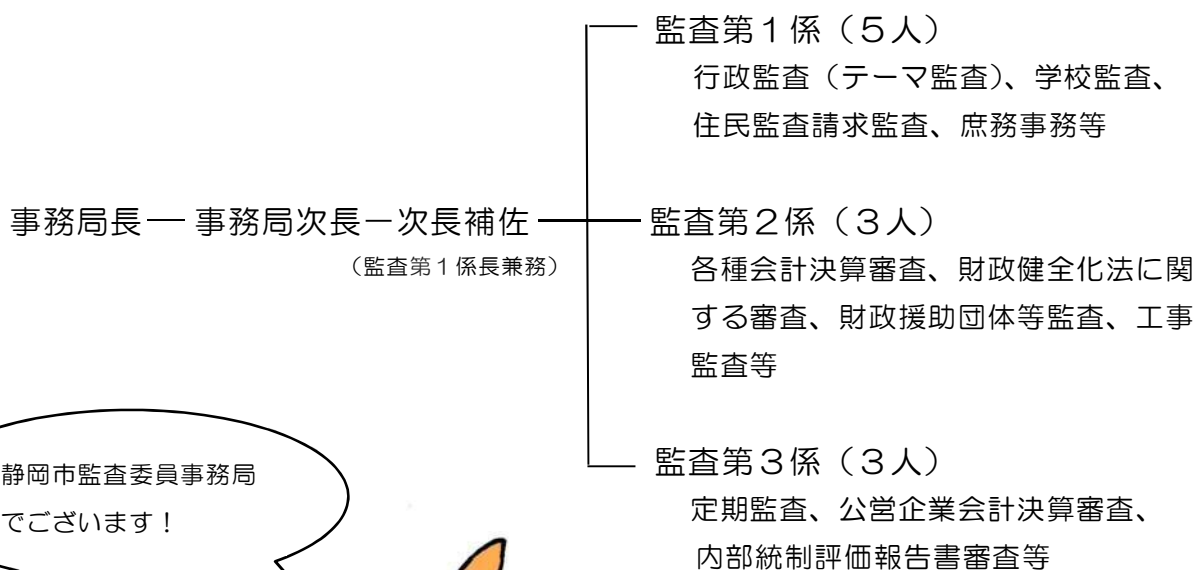 監査第1係（5人）
行政監査（テーマ監査）、学校監査、
住民監査請求監査、庶務事務等
事務局長 ― 事務局次長－次長補佐
（監査第1係長兼務）
監査第2係（3人）
各種会計決算審査、財政健全化法に関
する審査、財政援助団体等監査、工事
監査等
監査第3係（3人）
定期監査、公営企業会計決算審査、
内部統制評価報告書審査等
静岡市監査委員事務局
でございます！